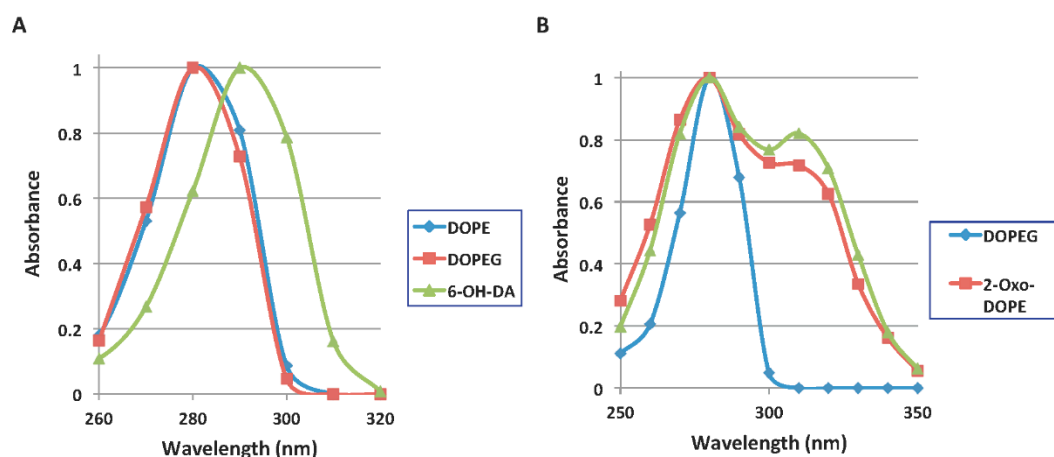 A
Absorbance
1
0.8
0.6
0.4
0.2
0
260
280
300
320
Wavelength (nm)
DOPE
DOPEG
6-OH-DA
B
Absorbance
1
0.8
0.6
0.4
0.2
0
250
300
350
Wavelength (nm)
DOPEG
2-Oxo-
DOPE